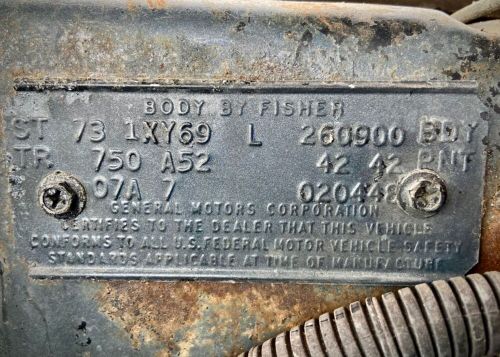 BODY BY FISHER
ST 73 1XY69 L 260900 BDY
TR 750 A52 42 42 PNT
07A 7 020448
GENERAL MOTORS CORPORATION
CERTIFIES TO THE DEALER THAT THIS VEHICLE
CONFORMS TO ALL U.S. FEDERAL MOTOR VEHICLE SAFETY
STANDARDS APPLICABLE AT TIME OF MANUFACTURE